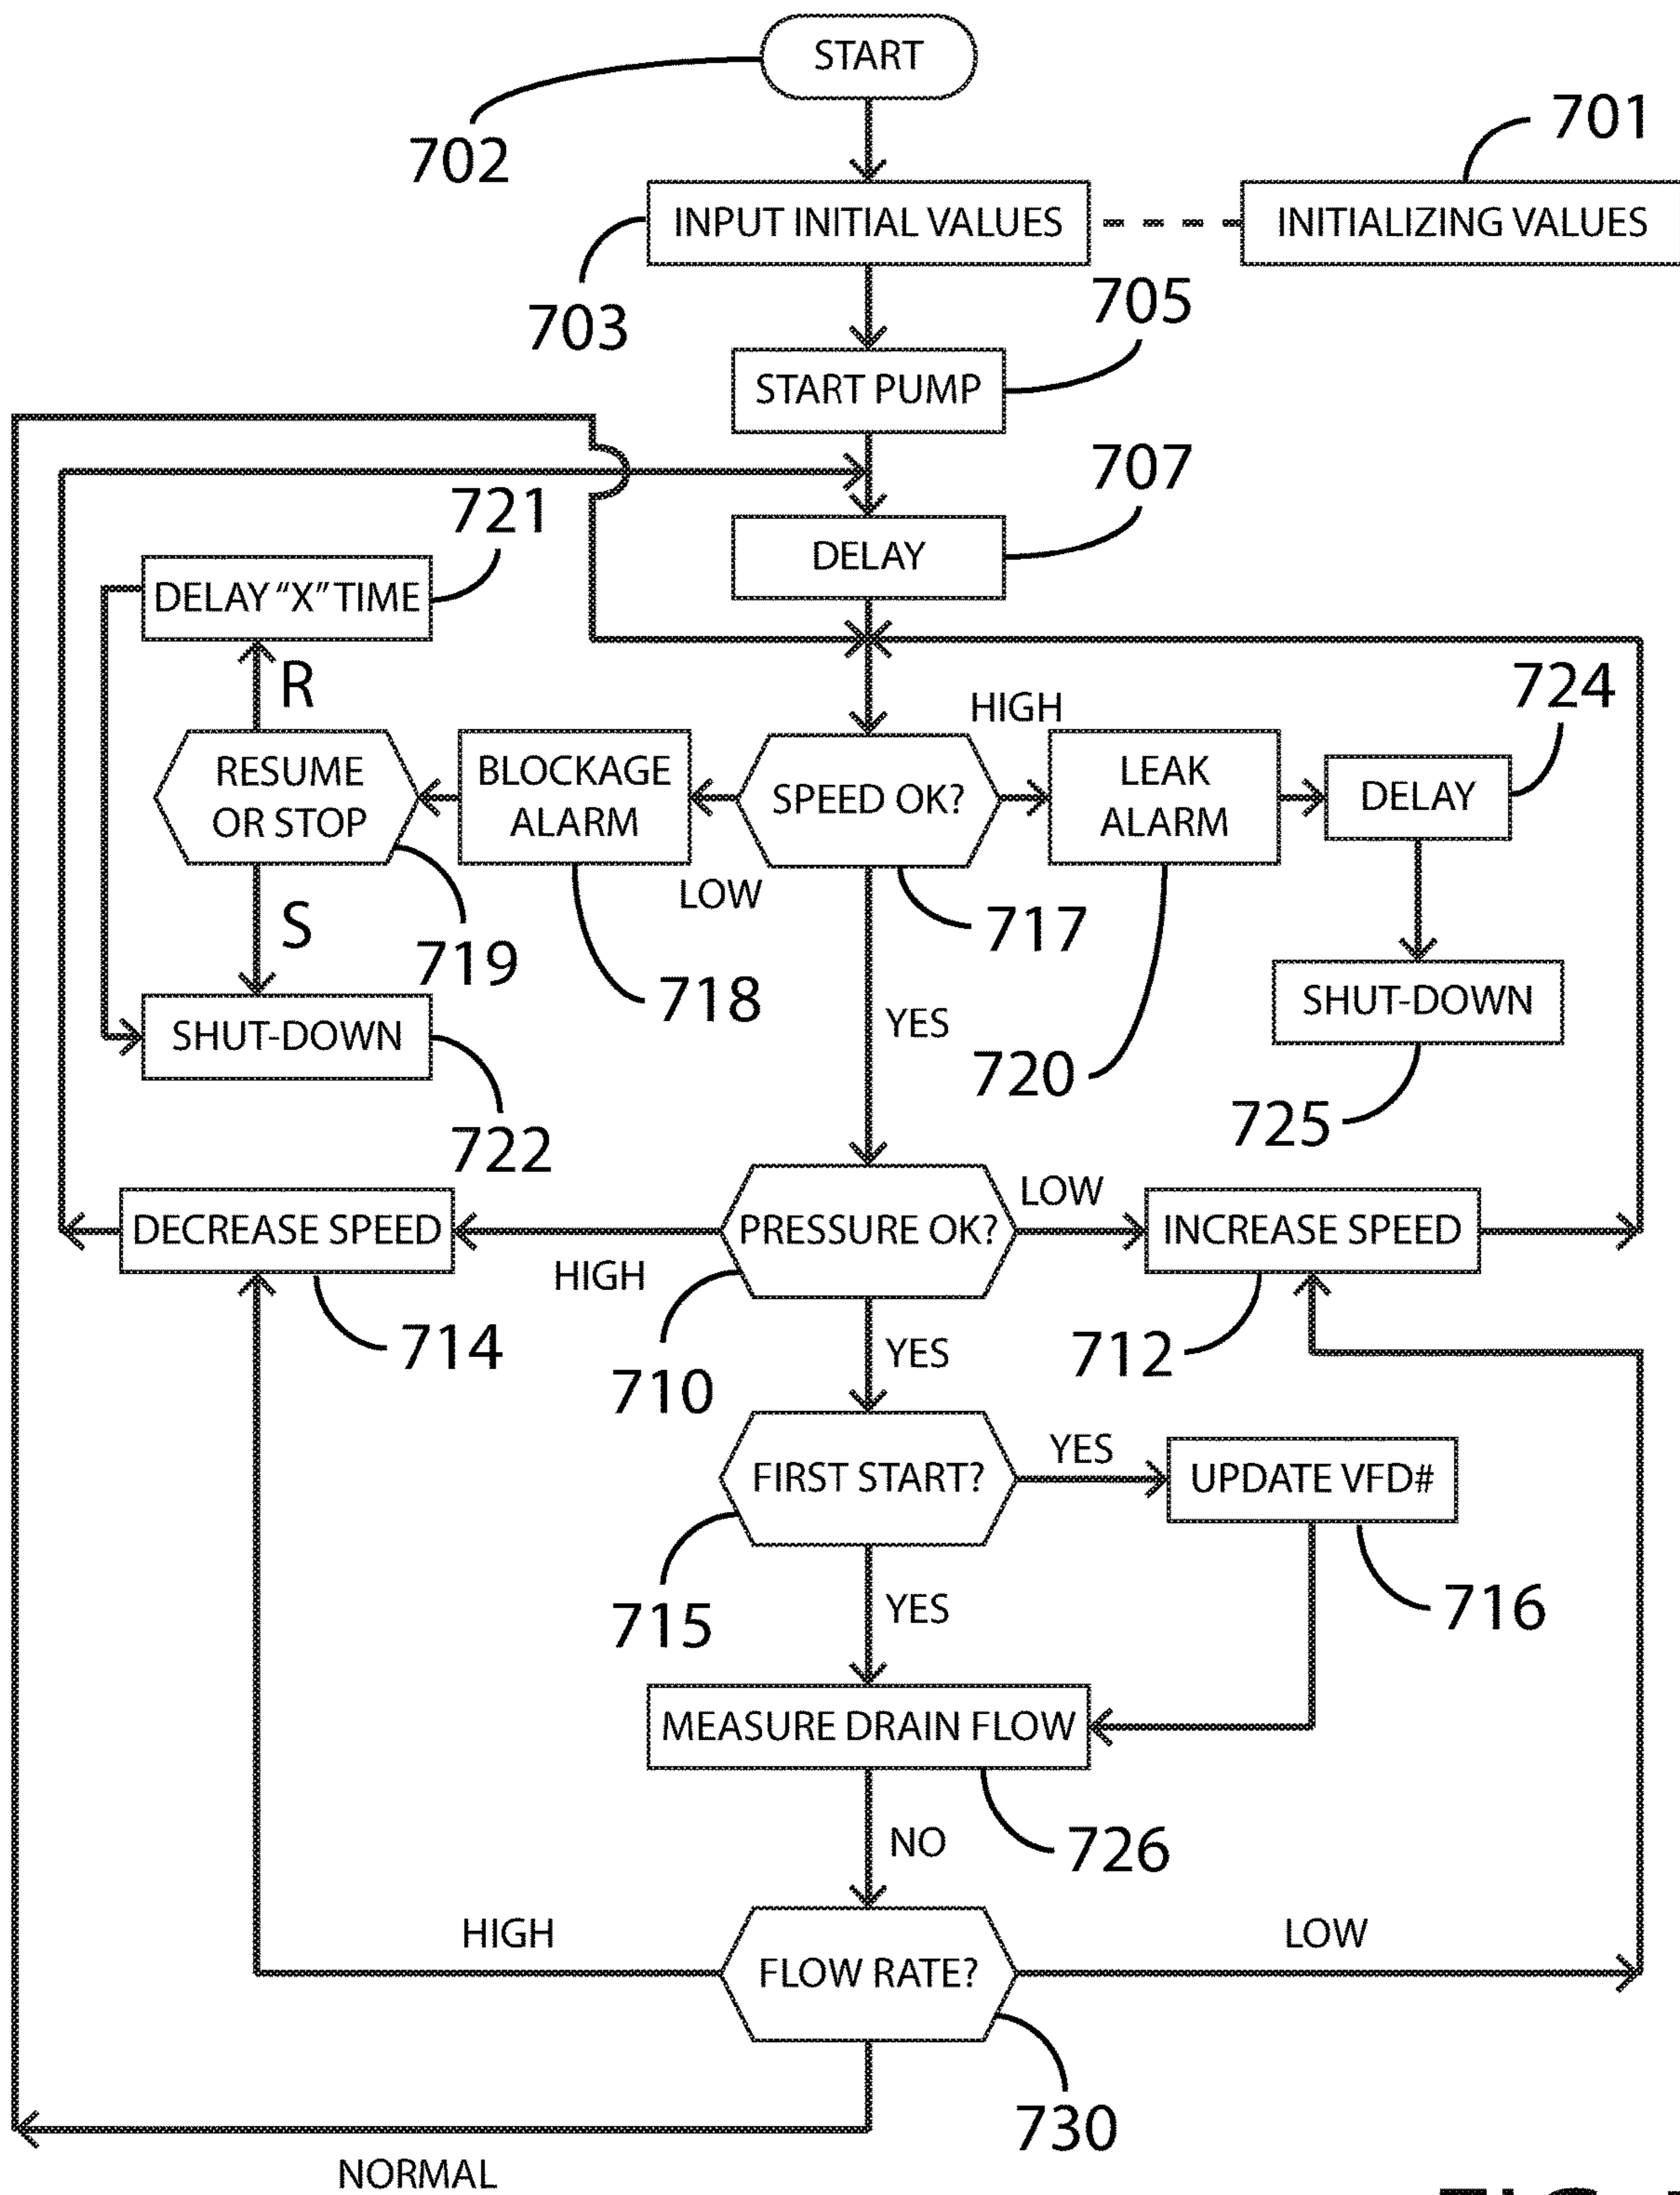 START
702
701
INPUT INITIAL VALUES
INITIALIZING VALUES
703
705
START PUMP
707
721
DELAY
DELAY “X” TIME
R
HIGH
724
RESUME
OR STOP
BLOCKAGE
ALARM
SPEED OK?
LEAK
ALARM
DELAY
LOW
S
719
717
718
SHUT-DOWN
YES
SHUT-DOWN
720
722
725
LOW
DECREASE SPEED
PRESSURE OK?
INCREASE SPEED
HIGH
714
710
YES
712
YES
FIRST START?
UPDATE VFD#
715
YES
716
MEASURE DRAIN FLOW
NO
726
HIGH
LOW
FLOW RATE?
730
NORMAL